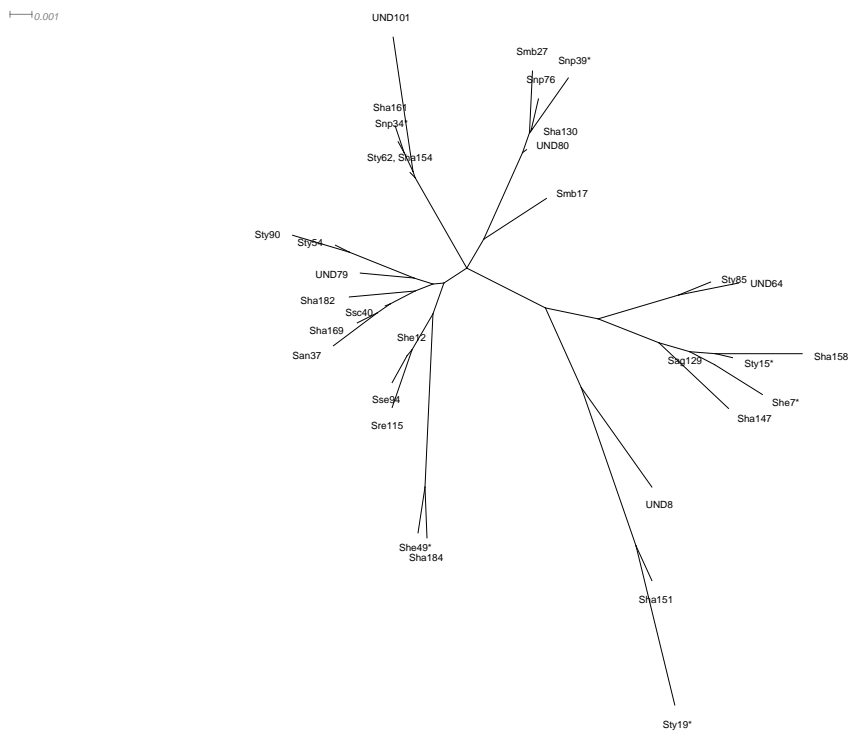 0.001
UND101
Smb27
Snp39*
Snp76
Sha161
Snp34*
Sha130
UND80
Sty62, Sha154
Smb17
Sty90
Sty54
UND79
Sty85
UND64
Sha182
Ssc40
Sha169
She12
San37
Sag129
Sty15*
Sha158
Sse94
She7*
Sre115
Sha147
UND8
She49*
Sha184
Sha151
Sty19*